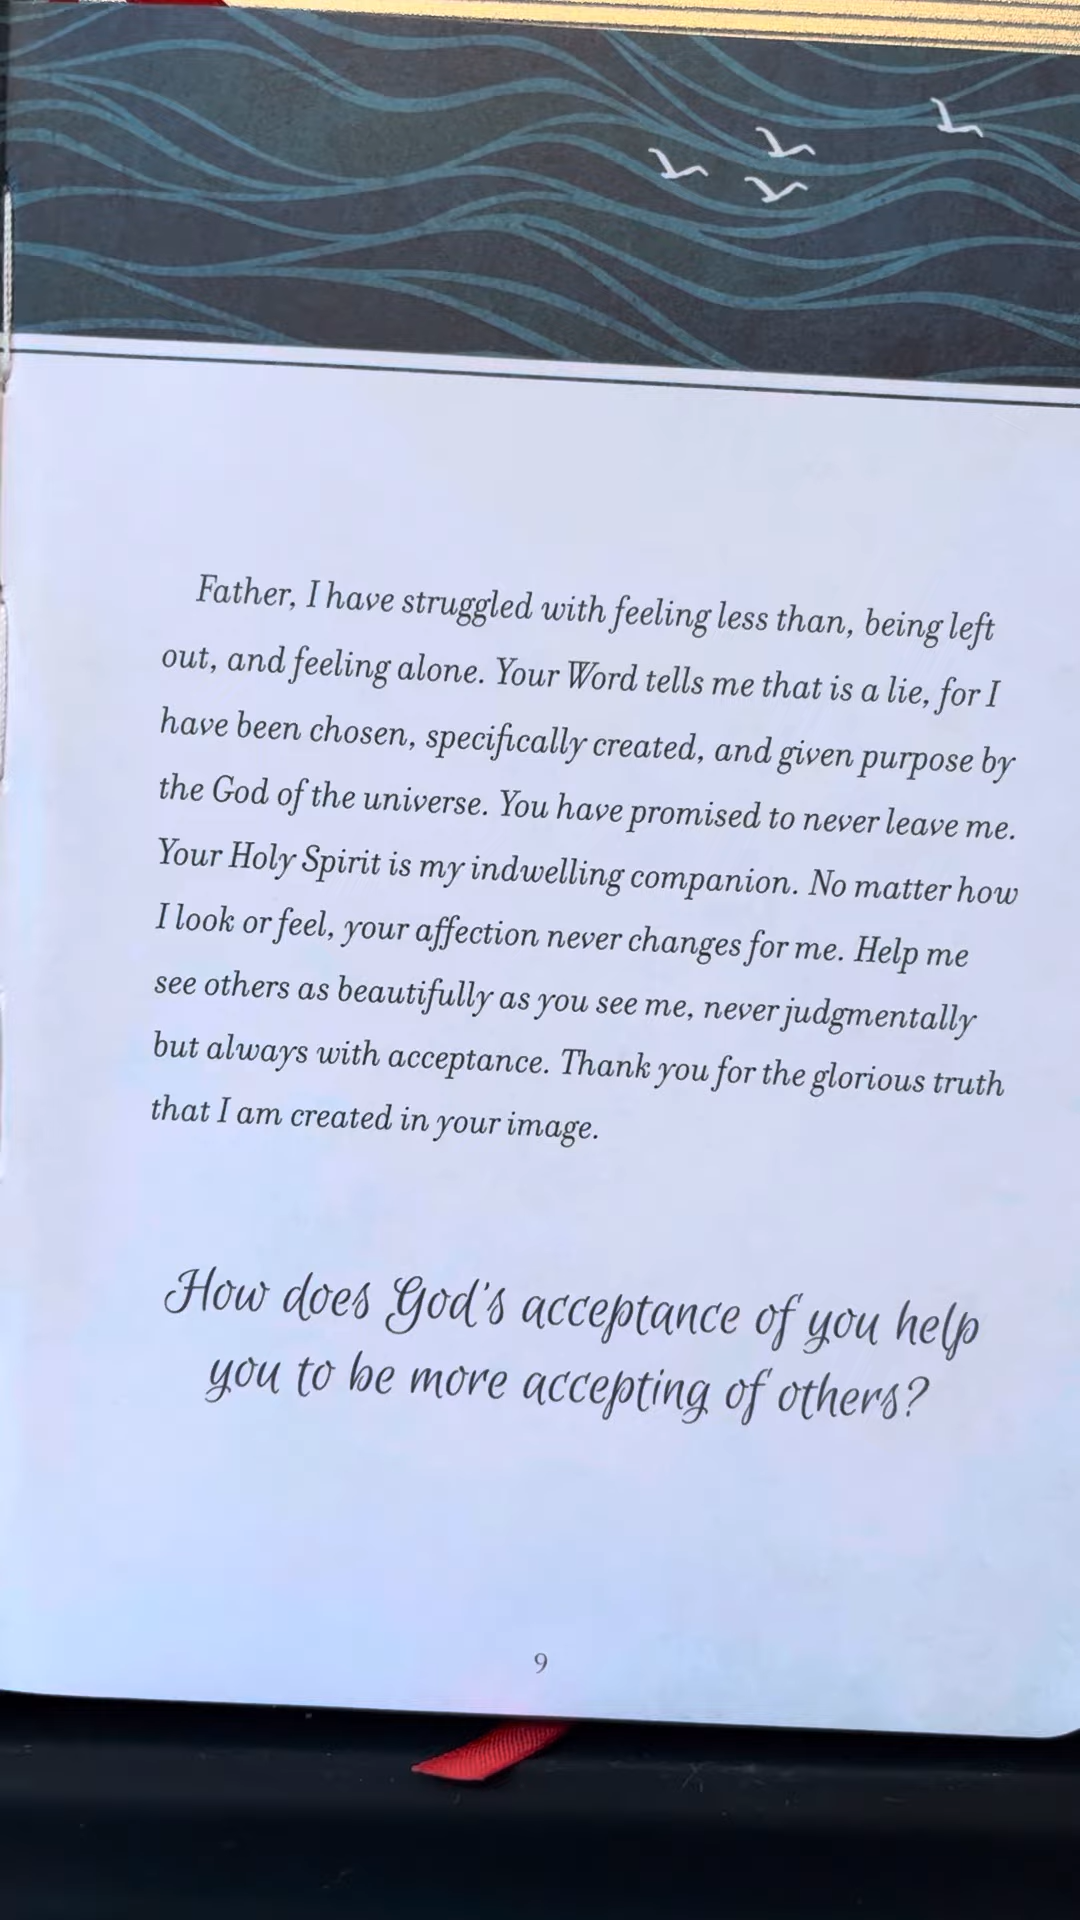 Father, I have struggled with feeling less than, being left
out, and feeling alone. Your Word tells me that is a lie, for I
have been chosen, specifically created, and given purpose by
the God of the universe. You have promised to never leave me.
Your Holy Spirit is my indwelling companion. No matter how
I look or feel, your affection never changes for me. Help me
see others as beautifully as you see me, never judgmentally
but always with acceptance. Thank you for the glorious truth
that I am created in your image.
How does God's acceptance of you help
you to be more accepting of others?
9